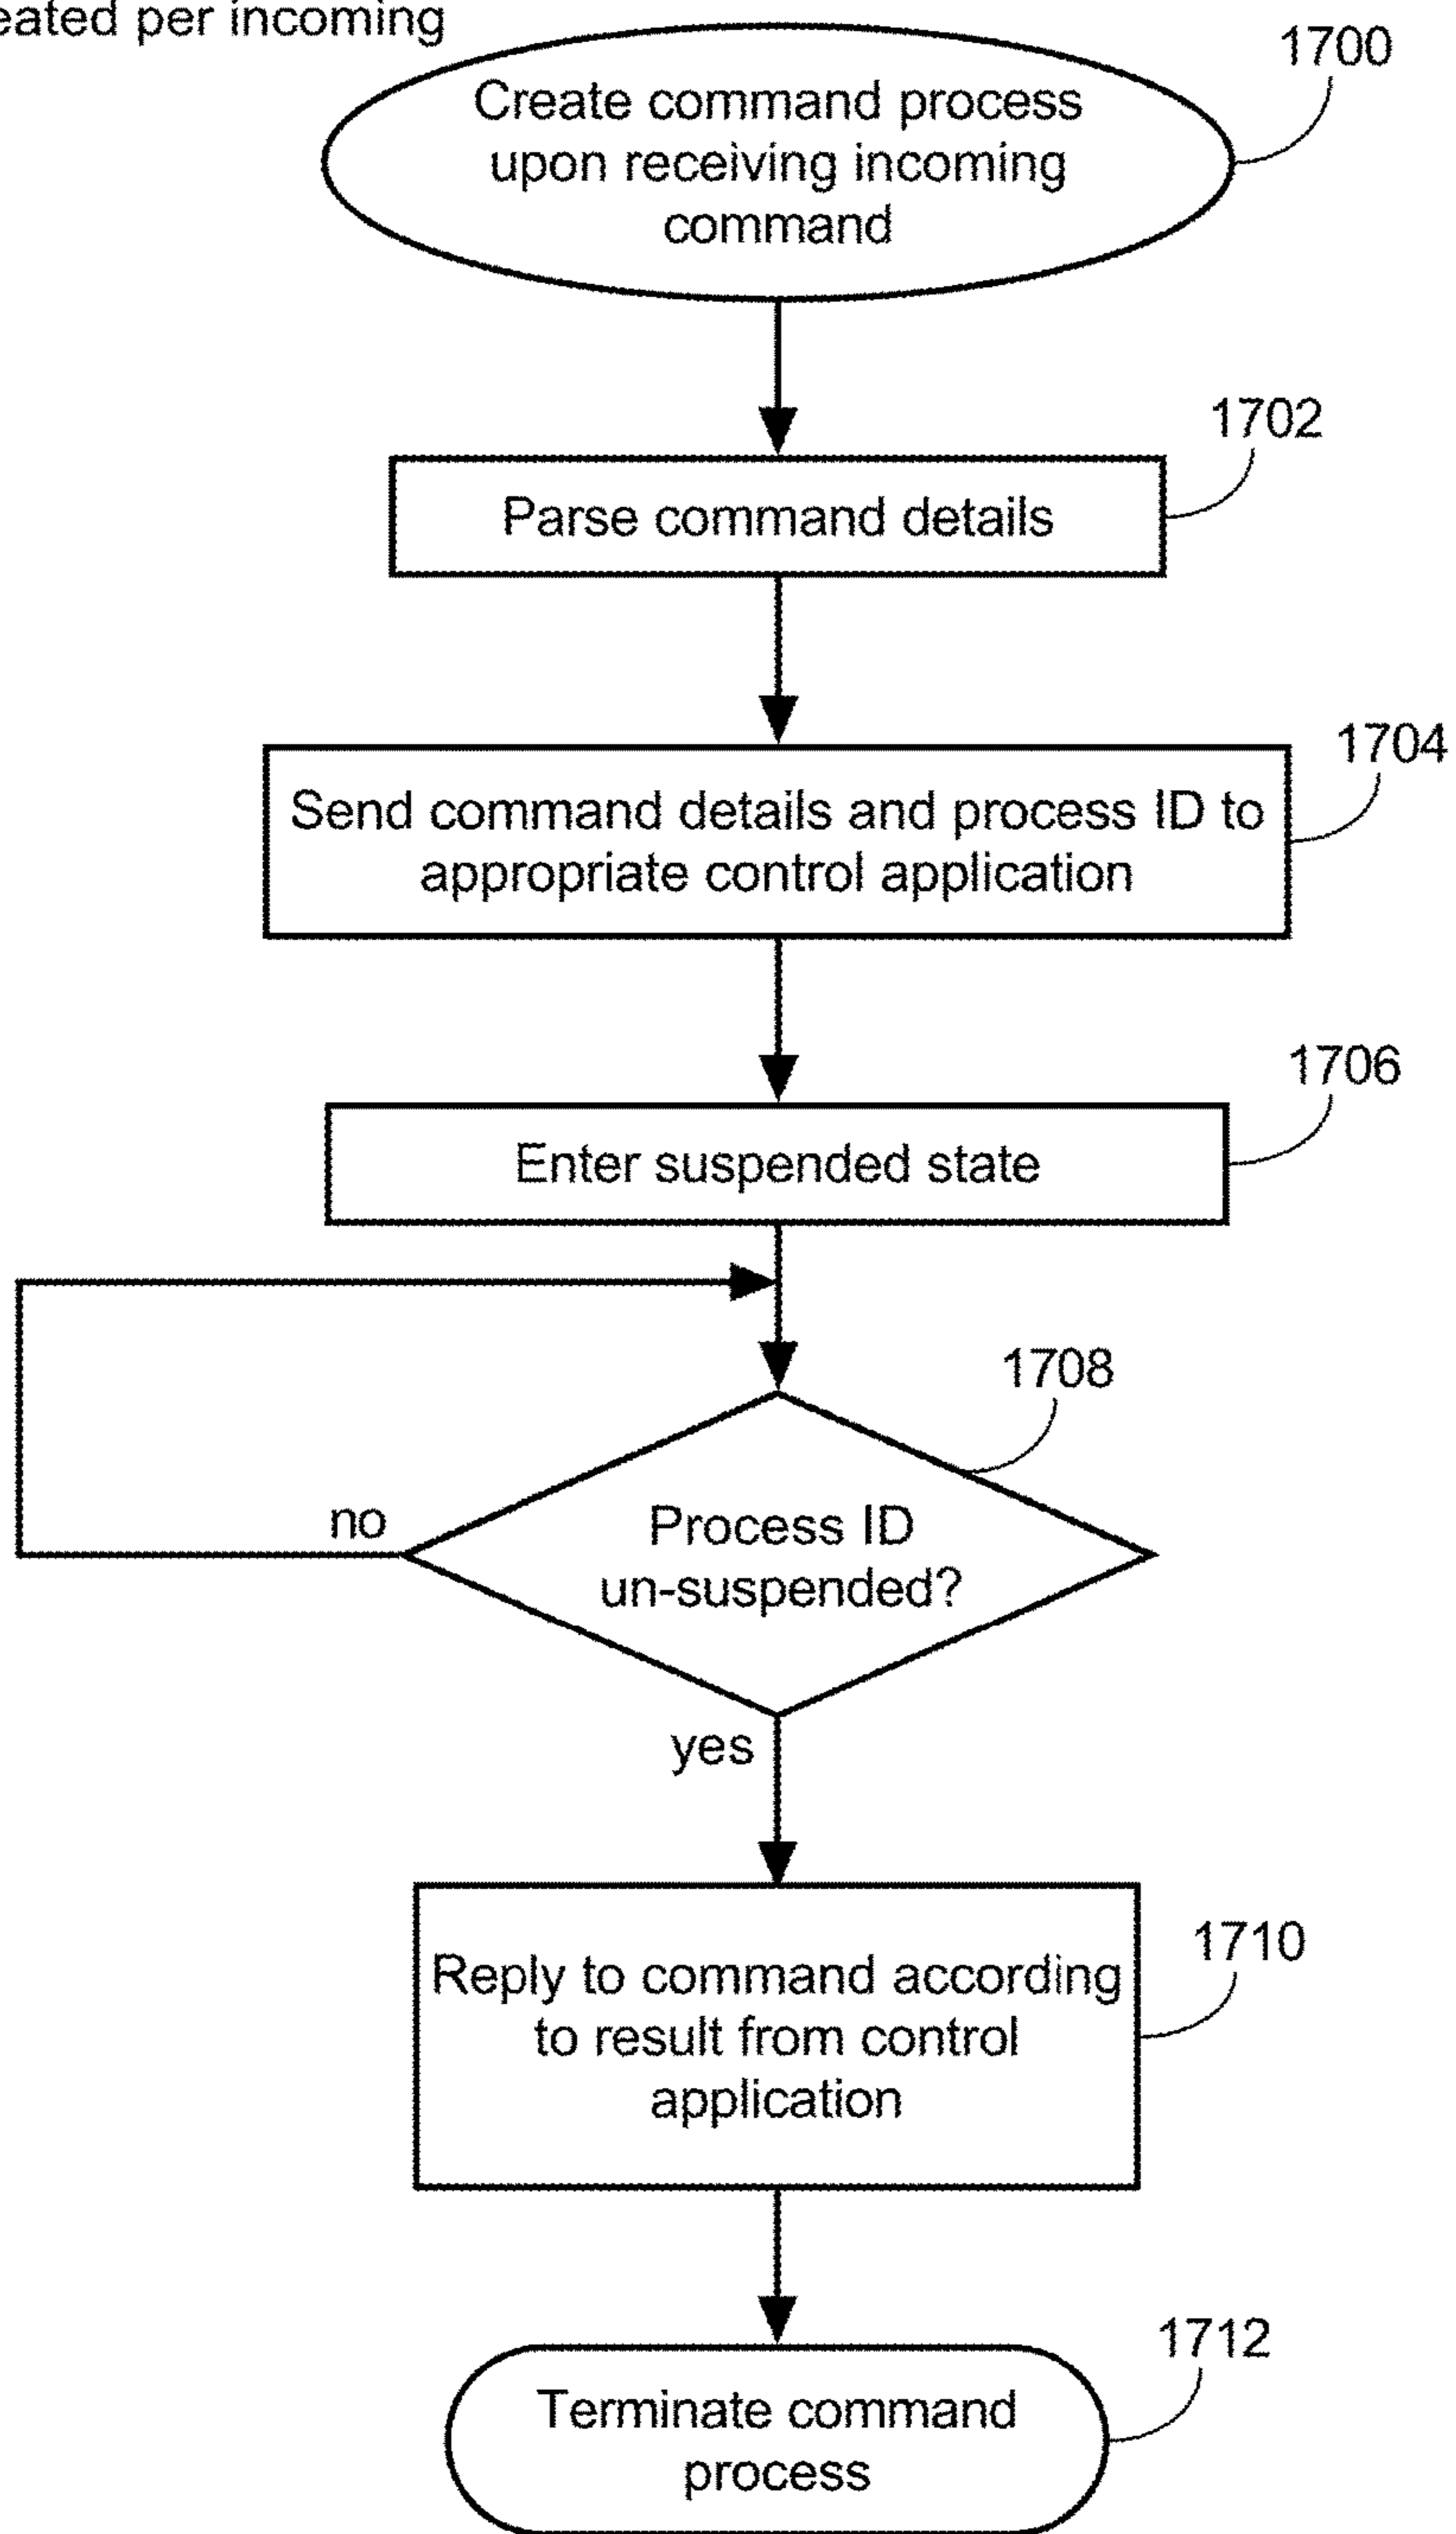 per incoming
Create command process
upon receiving incoming
command
1700
Parse command details
1702
Send command details and process ID to
appropriate control application
1704
Enter suspended state
1706
Process ID
un-suspended?
1708
no
yes
Reply to command according
to result from control
application
1710
Terminate command
process
1712